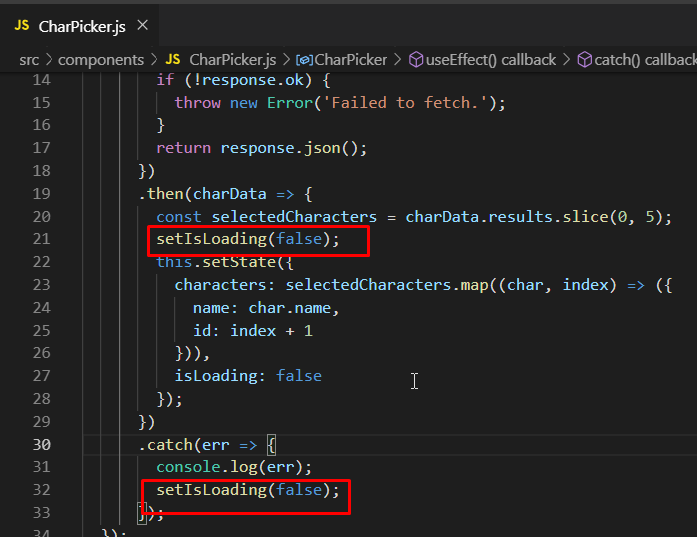 JS CharPicker.js ×
src > components > JS CharPicker.js > CharPicker > useEffect() callback > catch() callback
14 if (!response.ok) {
15 throw new Error('Failed to fetch.');
16 }
17 return response.json();
18 })
19 .then(charData => {
20 const selectedCharacters = charData.results.slice(0, 5);
21 setIsLoading(false);
22 this.setState({
23 characters: selectedCharacters.map((char, index) => ({
24 name: char.name,
25 id: index + 1
26 })),
27 isLoading: false
28 });
29 })
30 .catch(err => {
31 console.log(err);
32 setIsLoading(false);
33 });
34 });